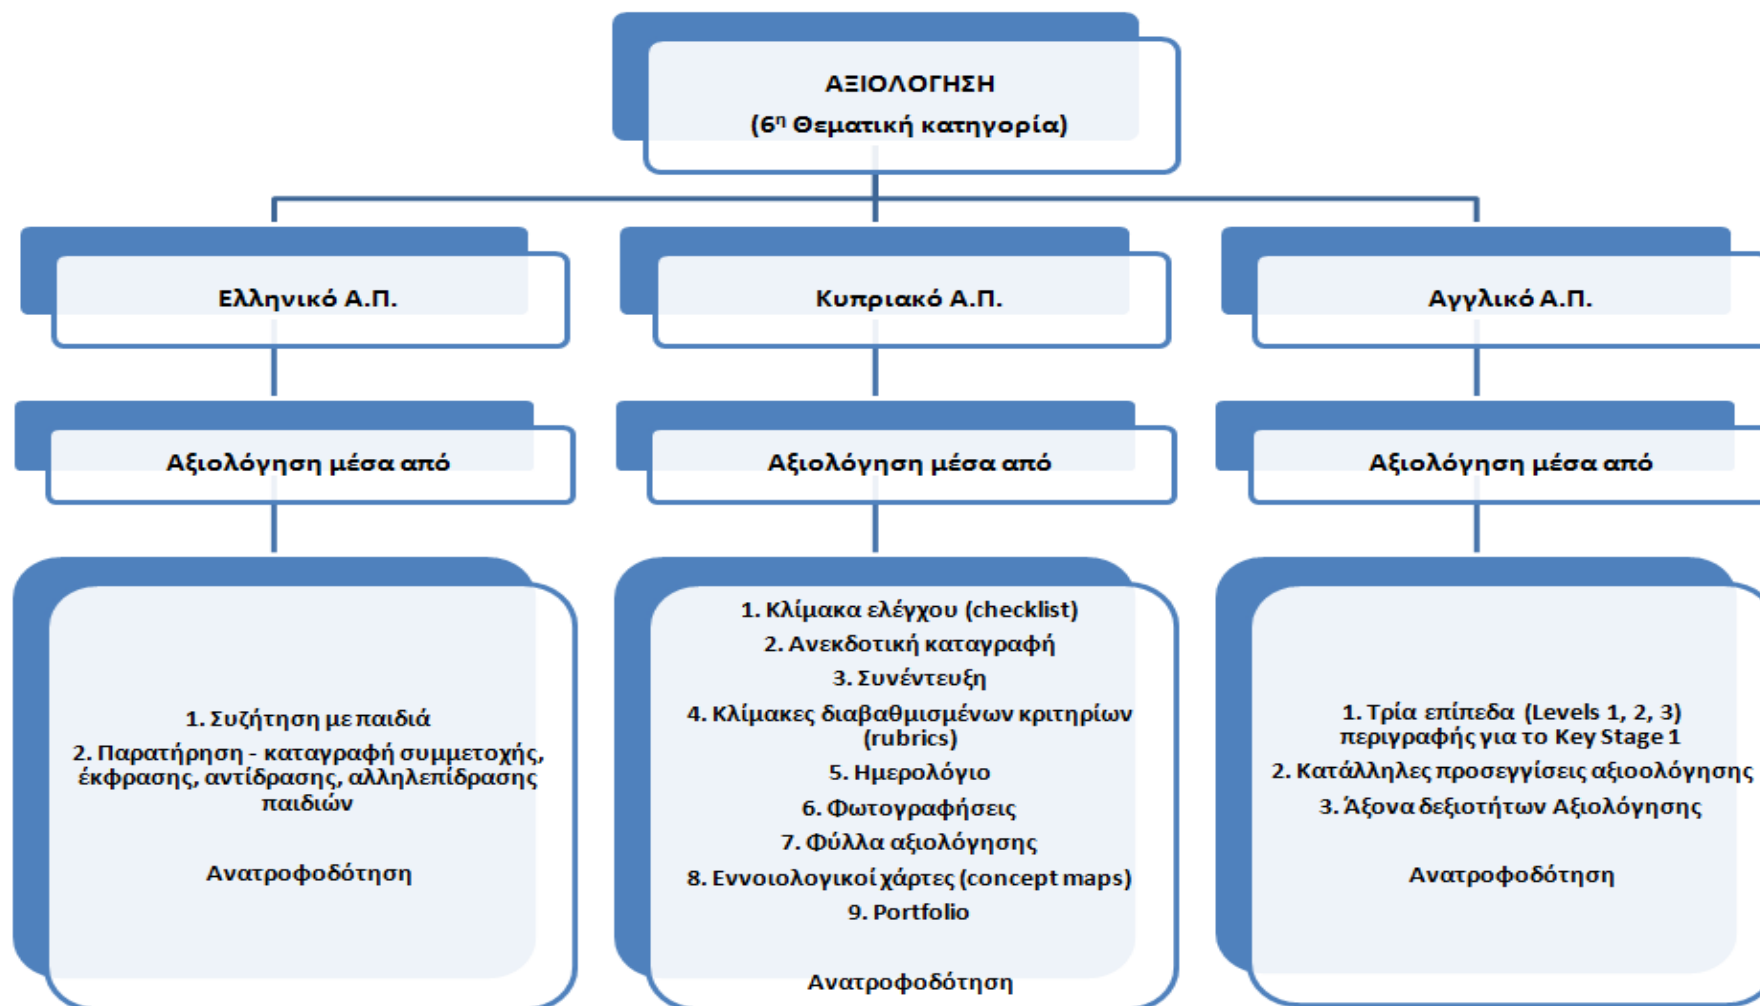 ΑΞΙΟΛΟΓΗΣΗ
(6η Θεματική κατηγορία)
Ελληνικό Α.Π.
Κυπριακό Α.Π.
Αγγλικό Α.Π.
Αξιολόγηση μέσα από
Αξιολόγηση μέσα από
Αξιολόγηση μέσα από
1. Συζήτηση με παιδιά
2. Παρατήρηση - καταγραφή συμμετοχής,
έκφρασης, αντίδρασης, αλληλεπίδρασης
παιδιών
Ανατροφοδότηση
1. Κλίμακα ελέγχου (checklist)
2. Ανεκδοτική καταγραφή
3. Συνέντευξη
4. Κλίμακες διαβαθμισμένων κριτηρίων
(rubrics)
5. Ημερολόγιο
6. Φωτογραφήσεις
7. Φύλλα αξιολόγησης
8. Εννοιολογικοί χάρτες (concept maps)
9. Portfolio
Ανατροφοδότηση
1. Τρία επίπεδα (Levels 1, 2, 3)
περιγραφής για το Key Stage 1
2. Κατάλληλες προσεγγίσεις αξιοολόγησης
3. Άξονα δεξιοτήτων Αξιολόγησης
Ανατροφοδότηση